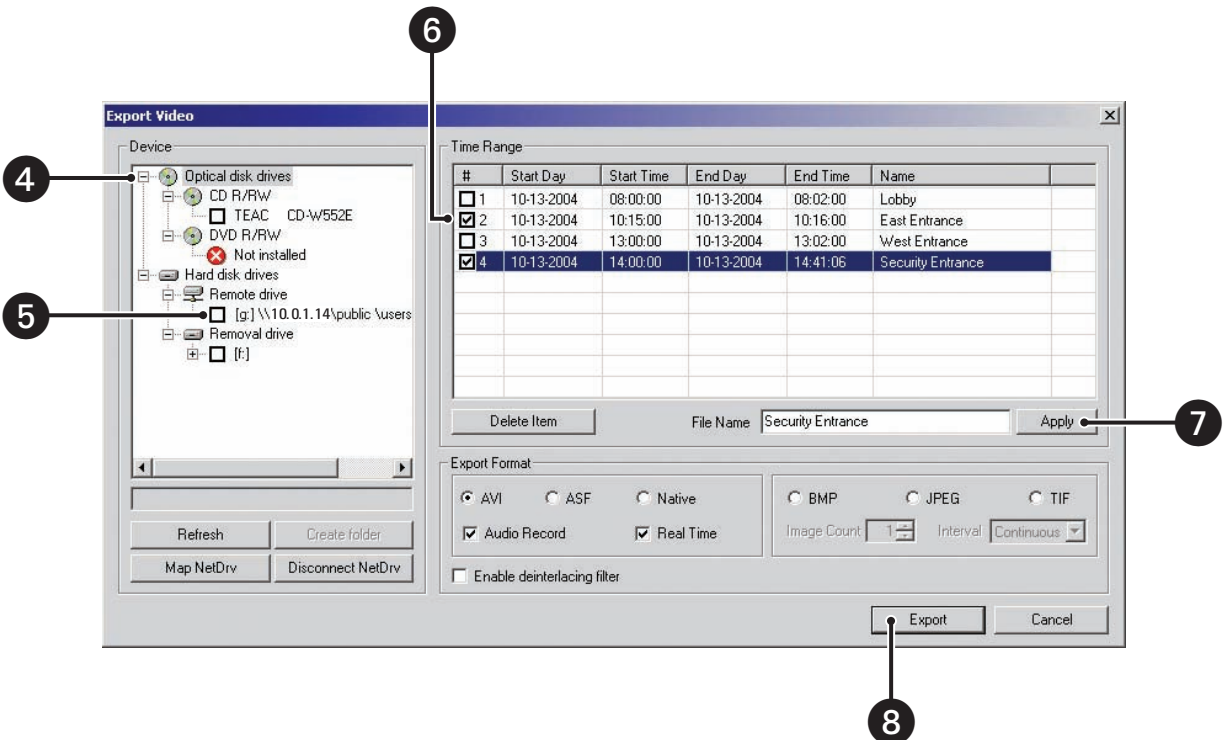 6
Export Video
Device
4
Optical disk drives
CD R/RW
TEAC CD-W552E
DVD R/RW
Not installed
Hard disk drives
Remote drive
5
[g:] \\10.0.1.14\public \users
Removal drive
[f:]
Refresh Create folder
Map NetDrv Disconnect NetDrv
Time Range
# Start Day Start Time End Day End Time Name
1 10-13-2004 08:00:00 10-13-2004 08:02:00 Lobby
2 10-13-2004 10:15:00 10-13-2004 10:16:00 East Entrance
3 10-13-2004 13:00:00 10-13-2004 13:02:00 West Entrance
4 10-13-2004 14:00:00 10-13-2004 14:41:06 Security Entrance
Delete Item File Name Security Entrance Apply
7
Export Format
AVI ASF Native BMP JPEG TIF
Audio Record Real Time Image Count 1 Interval Continuous
Enable deinterlacing filter
Export Cancel
8